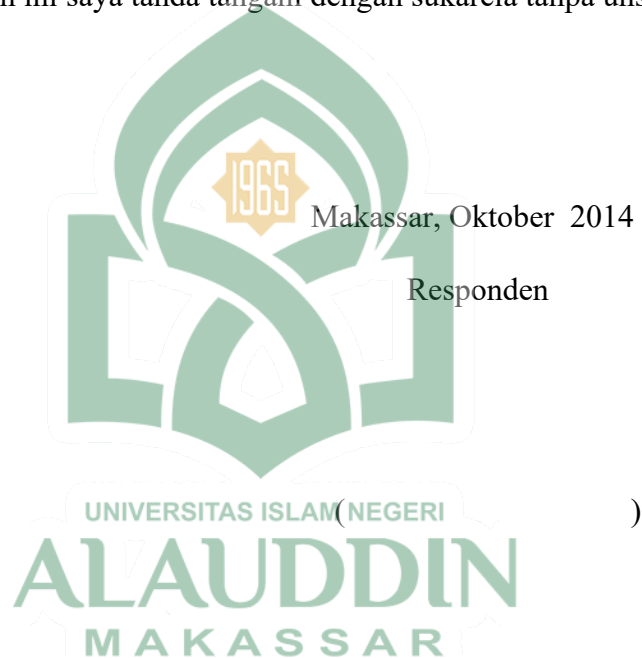 ini saya tanda tangani dengan sukarela tanpa
1965
Makassar, Oktober 2014
Responden
( )
UNIVERSITAS ISLAM NEGERI
ALAUDDIN
MAKASSAR